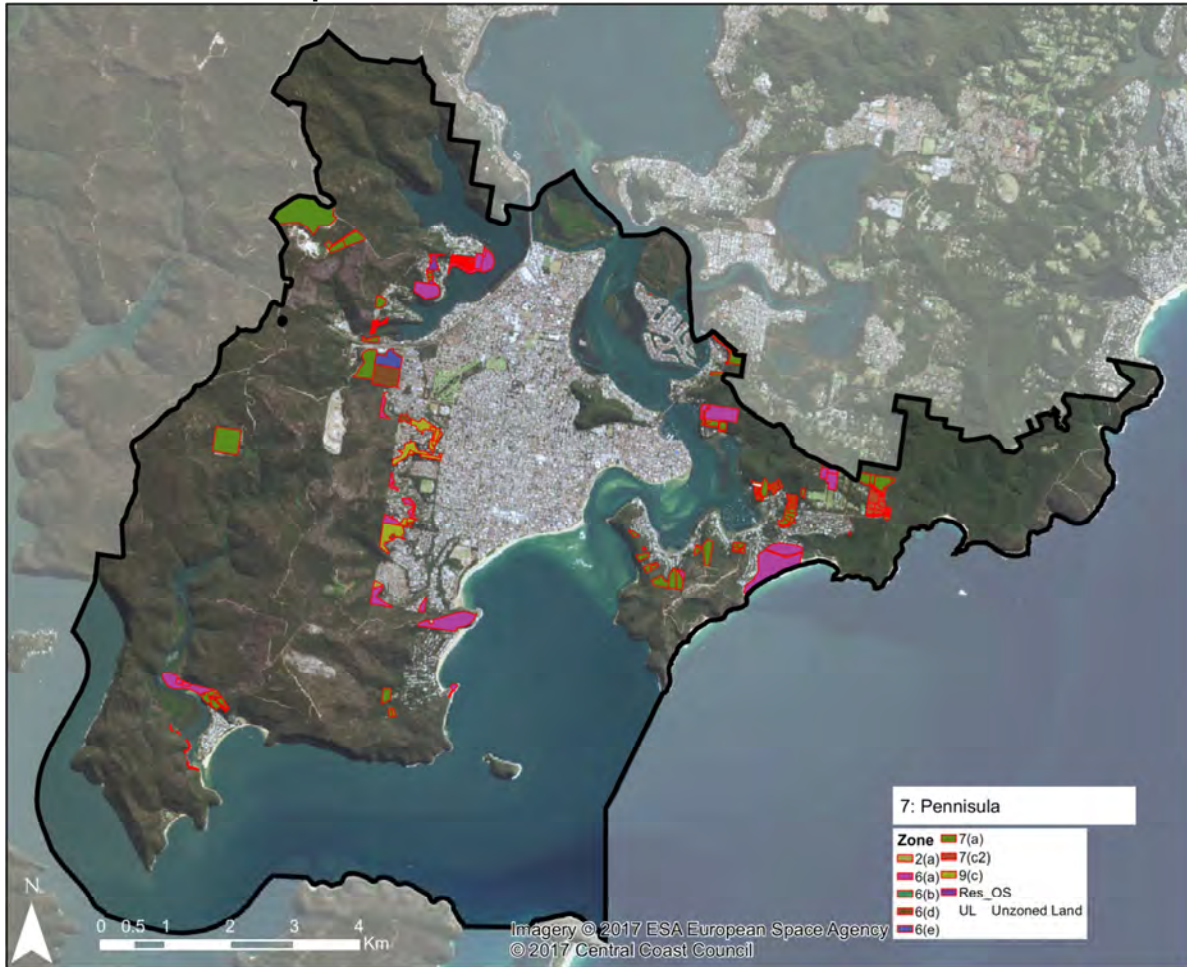 7: Pennisula
Zone
2(a)
6(a)
6(b)
6(d)
6(e)
7(a)
7(c2)
9(c)
Res_OS
UL Unzoned Land
N
0 0.5 1 2 3 4
Km
Imagery © 2017 ESA European Space Agency
© 2017 Central Coast Council